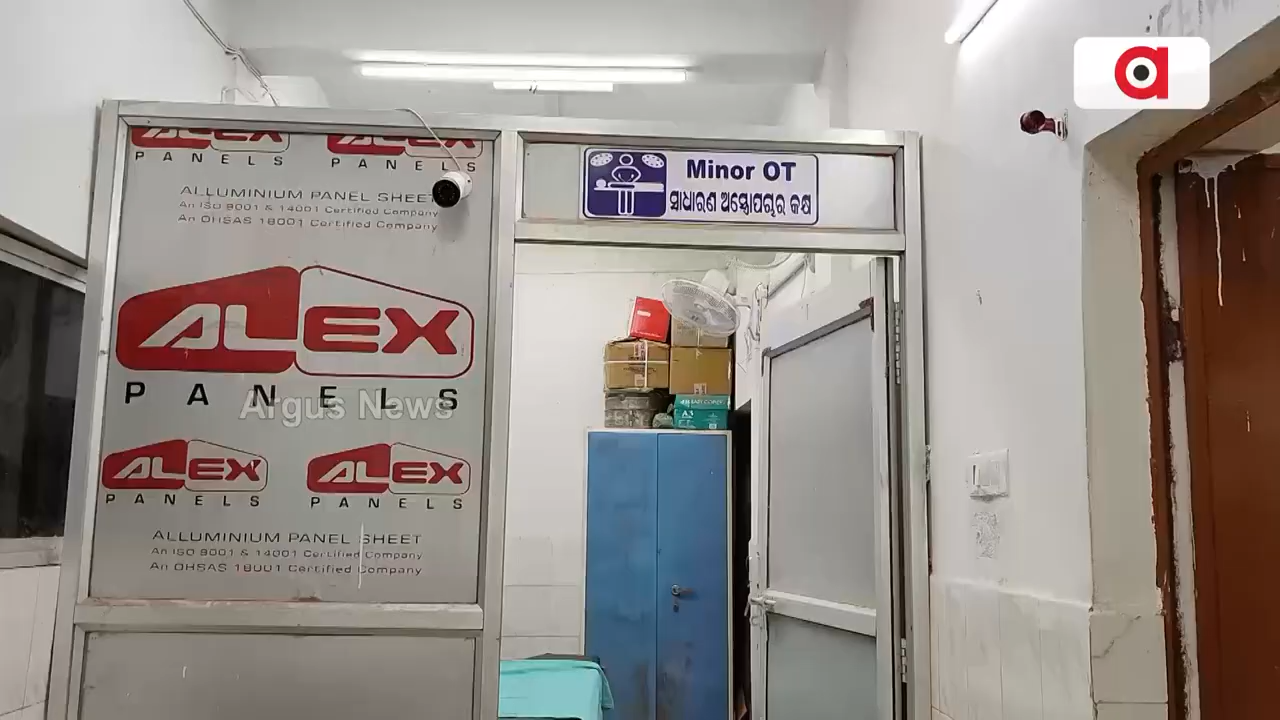 ALEX ALEX
PANELS PANELS
ALLUMINIUM PANEL SHEET
An ISO 9001 & 14001 Certified Company
An OHSAS 18001 Certified Company
ALEX
PANELS
Argus News
ALEX ALEX
PANELS PANELS
ALLUMINIUM PANEL SHEET
An ISO 9001 & 14001 Certified Company
An OHSAS 18001 Certified Company
Minor OT
ସାଧାରଣ ଅସ୍ତ୍ରୋପଚାର କକ୍ଷ
A3
a